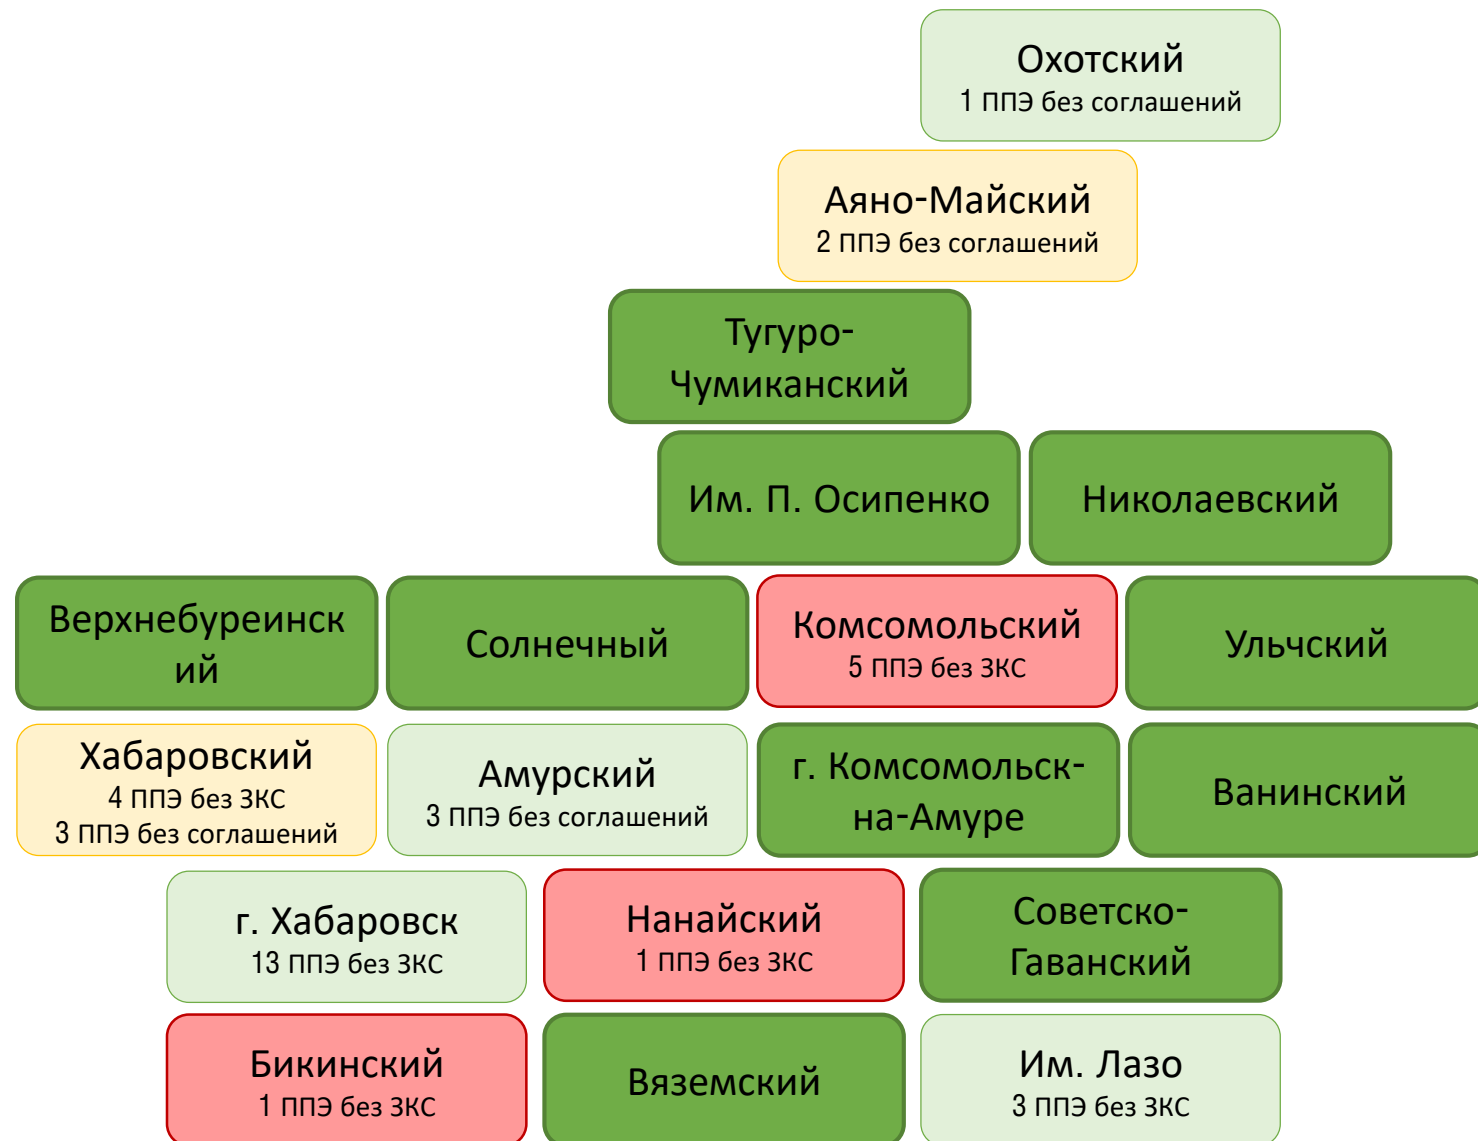 Охотский
1 ППЭ без соглашений
Аяно-Майский
2 ППЭ без соглашений
Тугуро-
Чумиканский
Им. П. Осипенко
Николаевский
Верхнебуреинск
ий
Солнечный
Комсомольский
5 ППЭ без ЗКС
Ульчский
Хабаровский
4 ППЭ без ЗКС
3 ППЭ без соглашений
Амурский
3 ППЭ без соглашений
г. Комсомольск-
на-Амуре
Ванинский
г. Хабаровск
13 ППЭ без ЗКС
Нанайский
1 ППЭ без ЗКС
Советско-
Гаванский
Бикинский
1 ППЭ без ЗКС
Вяземский
Им. Лазо
3 ППЭ без ЗКС